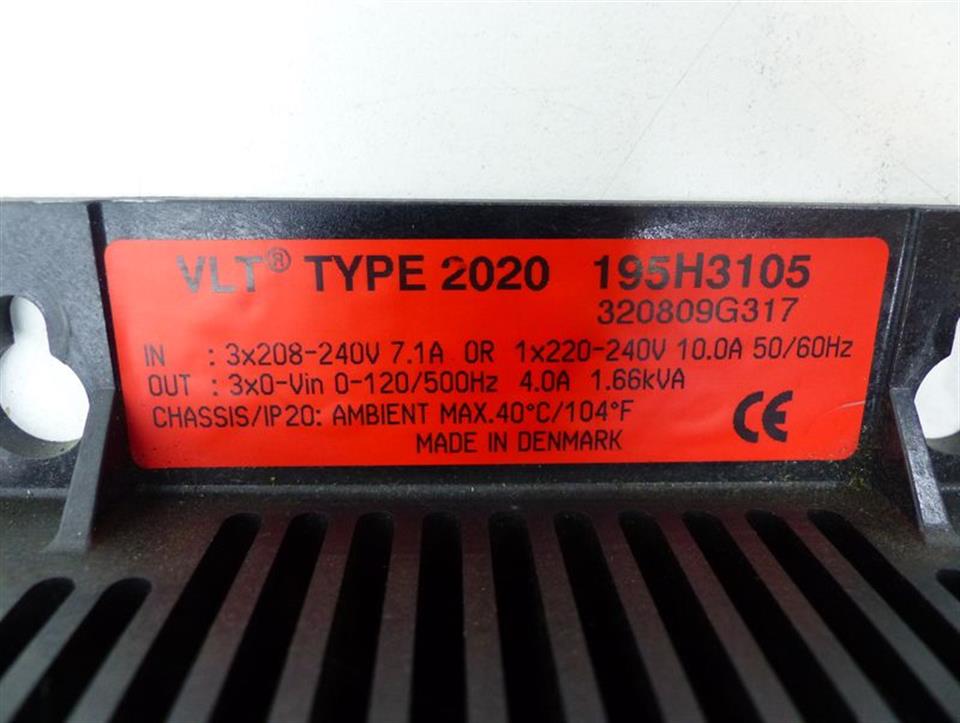 VLT® TYPE 2020 195H3105
320809G317
IN : 3x208-240V 7.1A OR 1x220-240V 10.0A 50/60Hz
OUT : 3x0-Vin 0-120/500Hz 4.0A 1.66kVA
CHASSIS/IP20: AMBIENT MAX.40°C/104°F
MADE IN DENMARK
CE